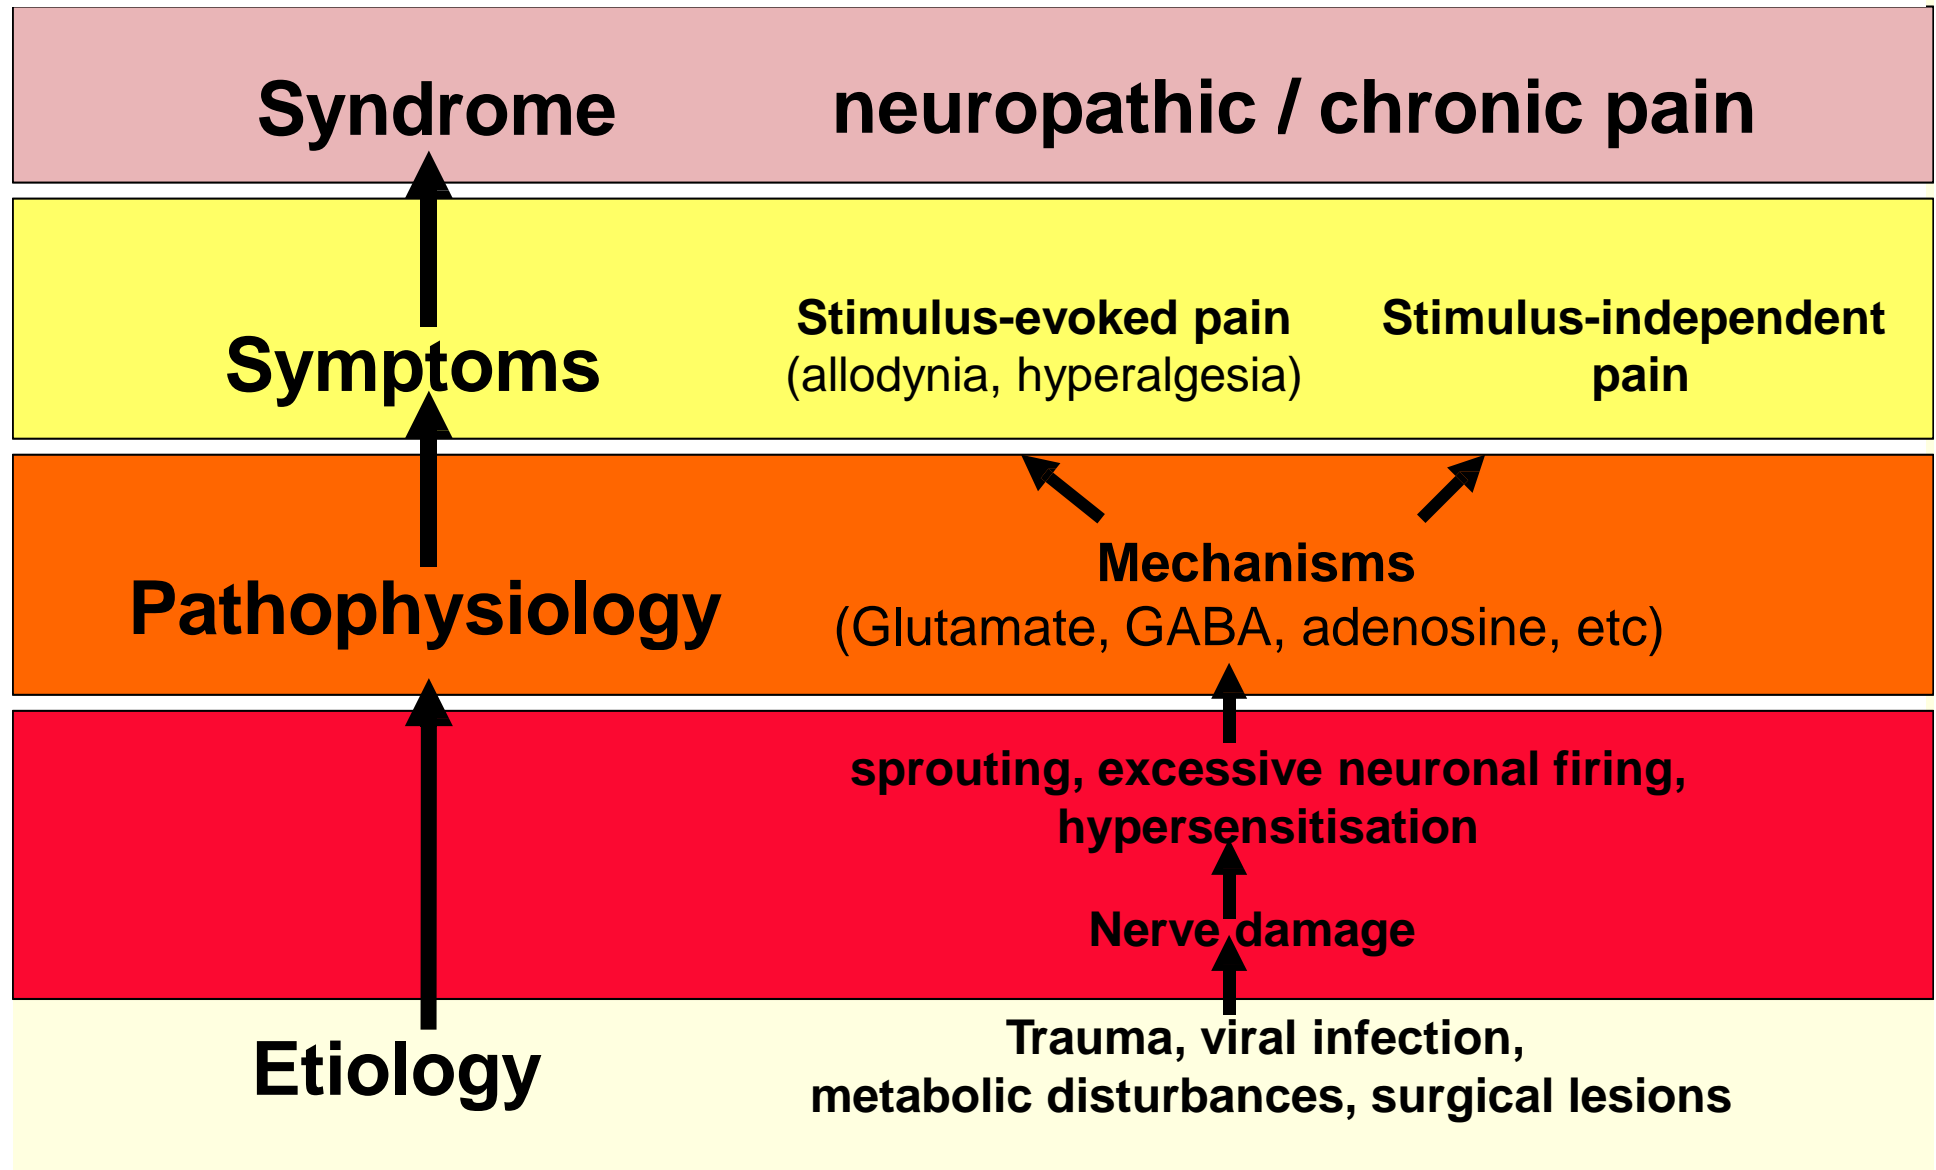 Syndrome
neuropathic / chronic pain
Symptoms
Stimulus-evoked pain
(allodynia, hyperalgesia)
Stimulus-independent
pain
Pathophysiology
Mechanisms
(Glutamate, GABA, adenosine, etc)
sprouting, excessive neuronal firing,
hypersensitisation
Nerve damage
Etiology
Trauma, viral infection,
metabolic disturbances, surgical lesions